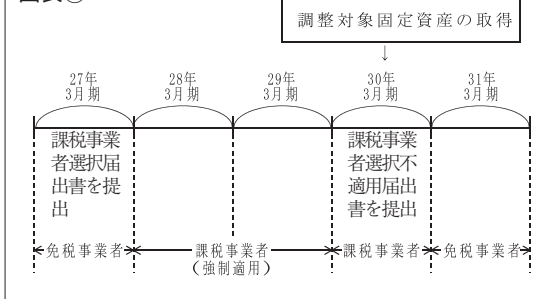 調整対象固定資産の取得
↓
27年
3月期
28年
3月期
29年
3月期
30年
3月期
31年
3月期
課税事業
者選択届
出書を提
出
課税事業
者選択不
適用届出
書を提出
免税事業者
課税事業者
(強制適用)
課税事業者
免税事業者